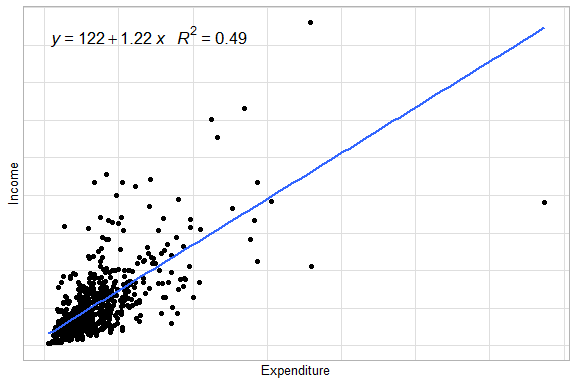 y = 122 + 1.22 x R² = 0.49
Income
Expenditure